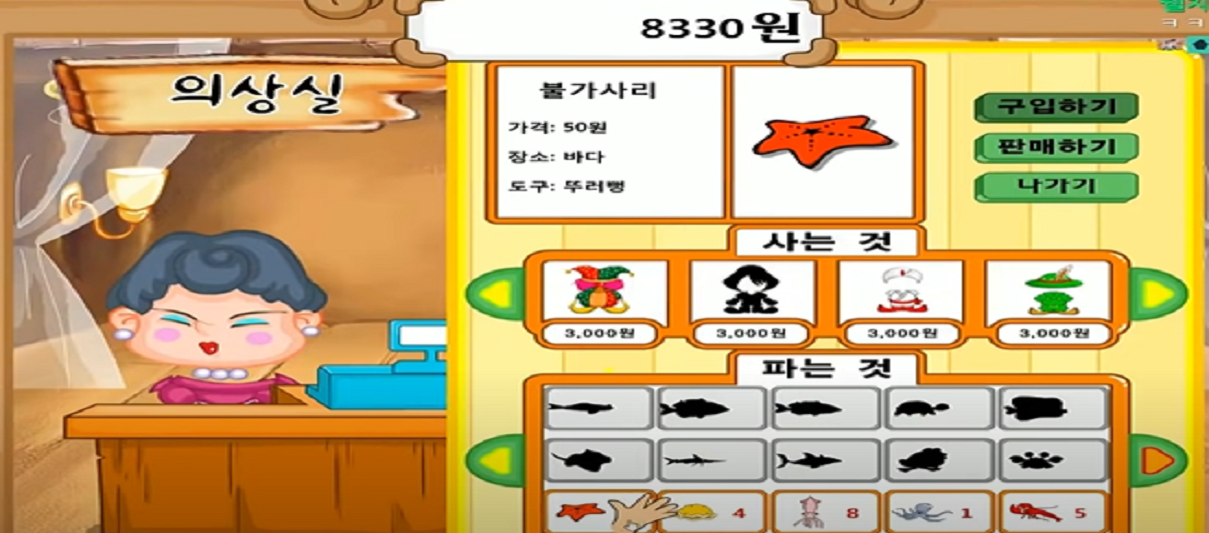 8330원
의상실
불가사리
가격: 50원
장소: 바다
도구: 뚜러뻥
구입하기
판매하기
나가기
사는 것
3,000원
3,000원
3,000원
3,000원
파는 것
4
8
1
5
ㅋㅋ